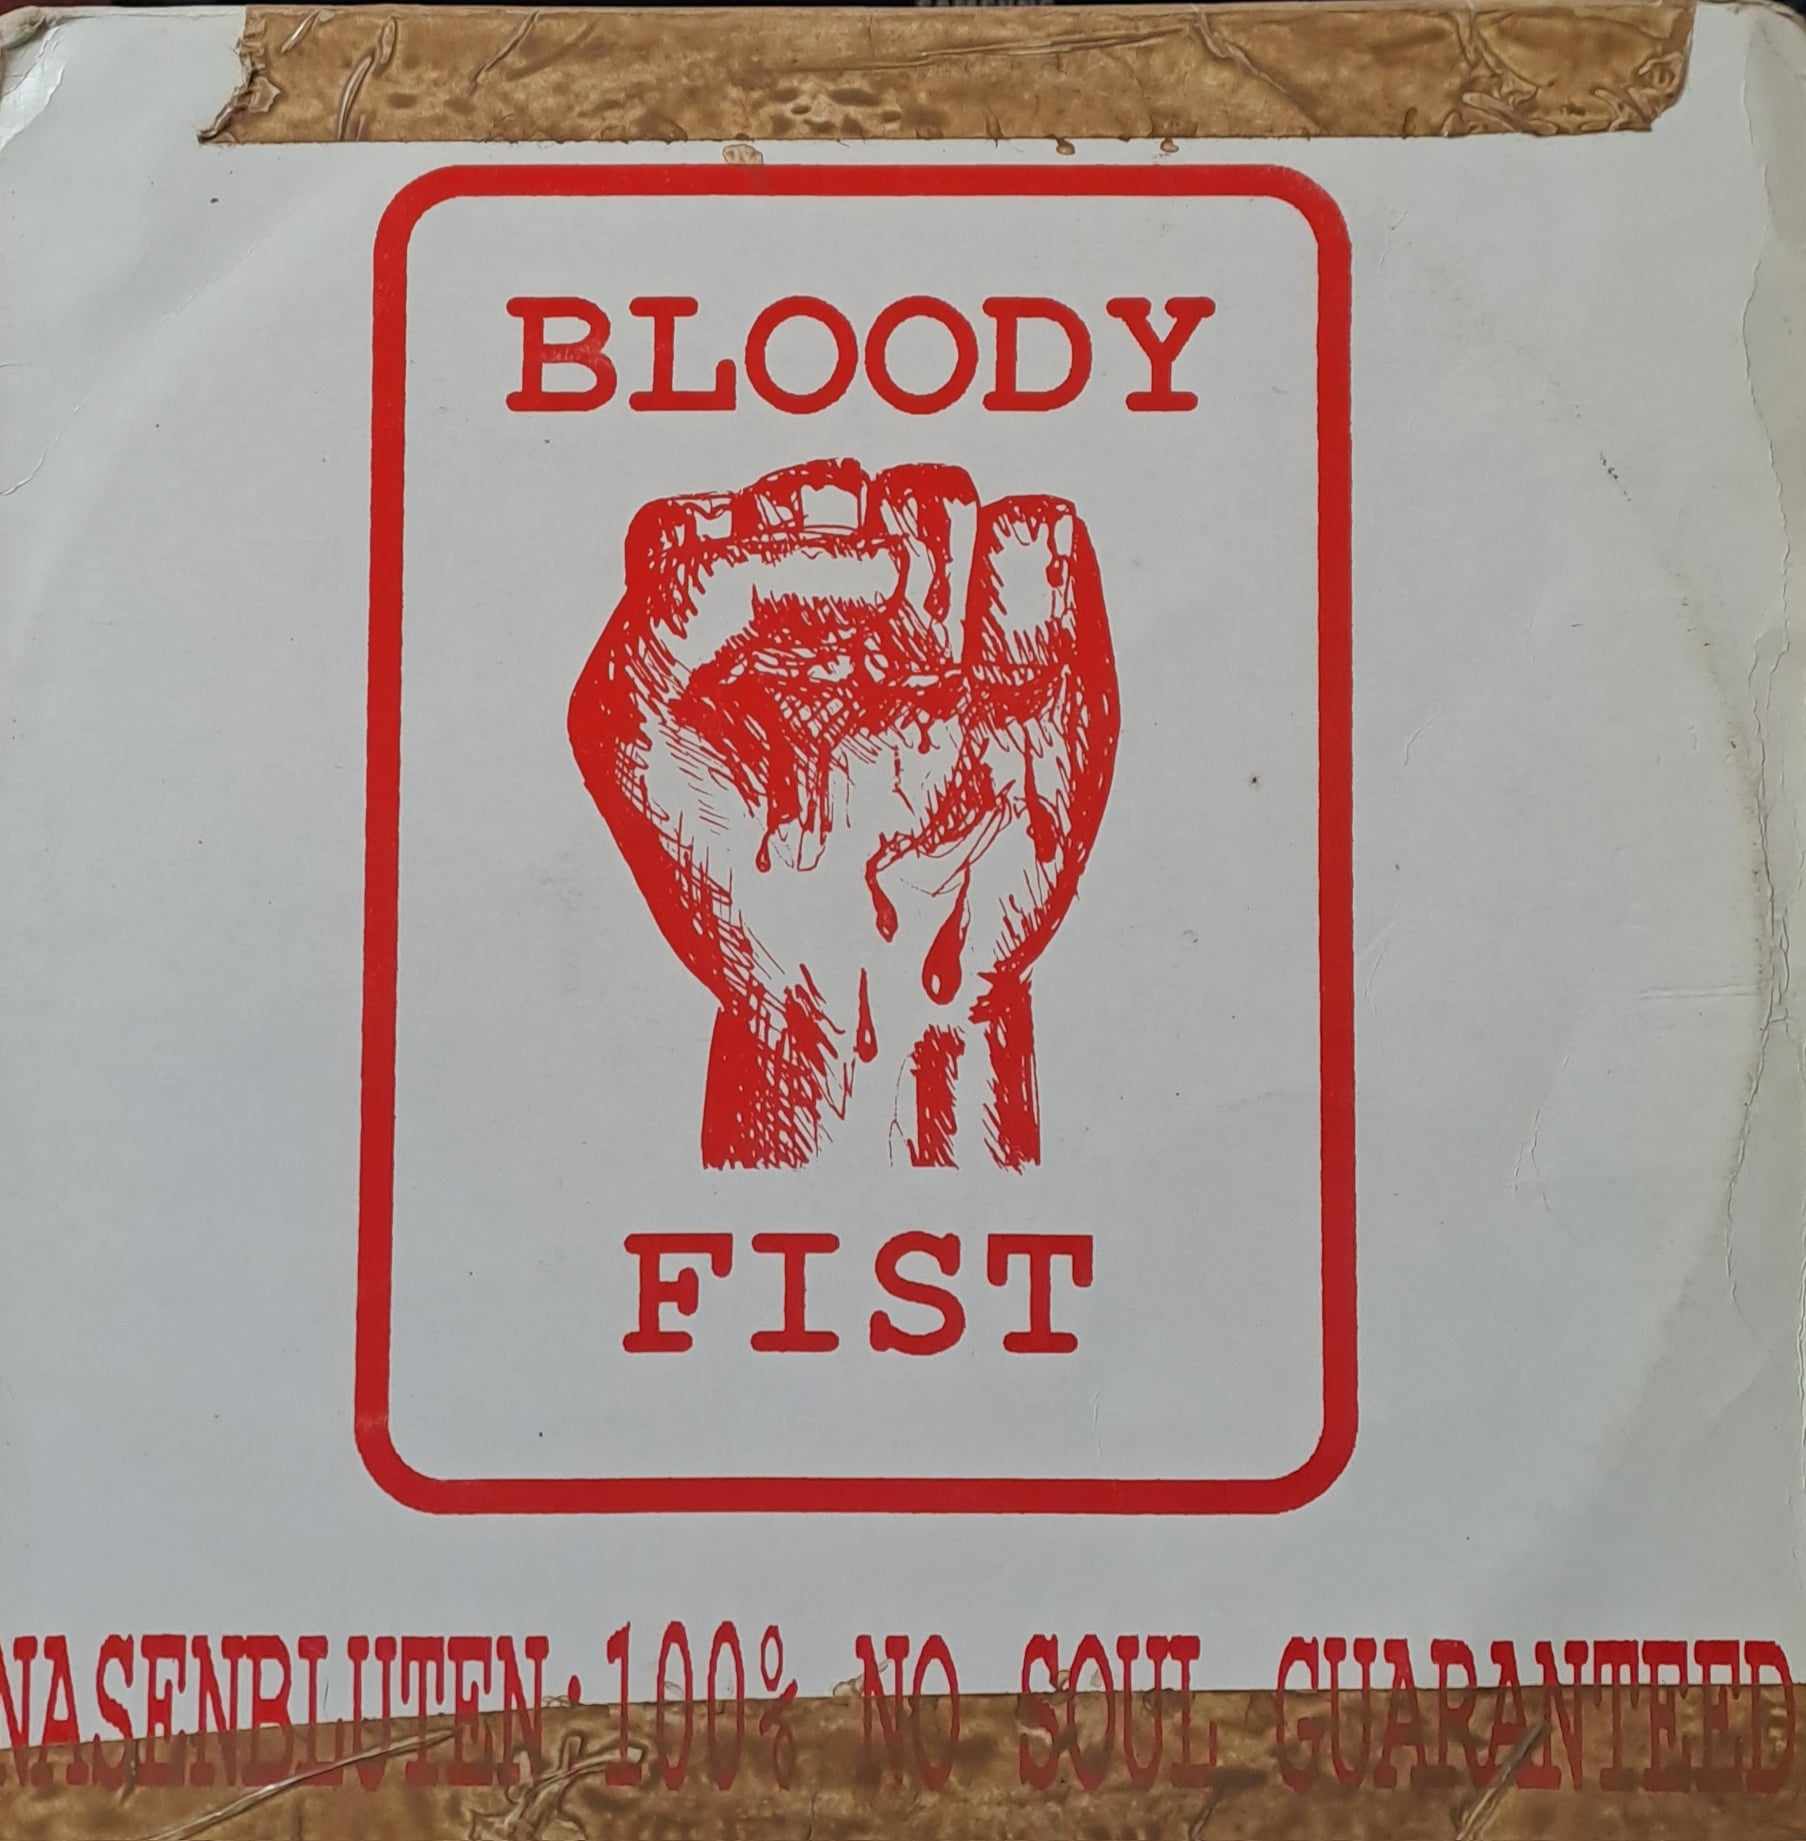 BLOODY
FIST
NASENBLUTEN·100% NO SOUL GUARANTEED